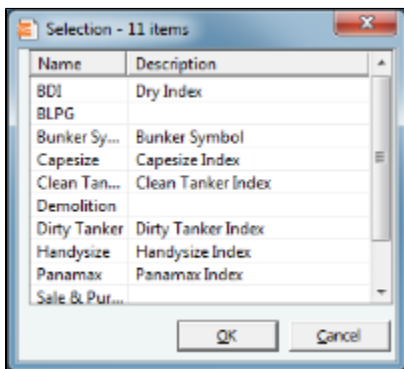 Selection - 11 items
Name Description
BDI Dry Index
BLPG
Bunker Sy... Bunker Symbol
Capesize Capesize Index
Clean Tan... Clean Tanker Index
Demolition
Dirty Tanker Dirty Tanker Index
Handysize Handysize Index
Panamax Panamax Index
Sale & Pur...
OK Cancel